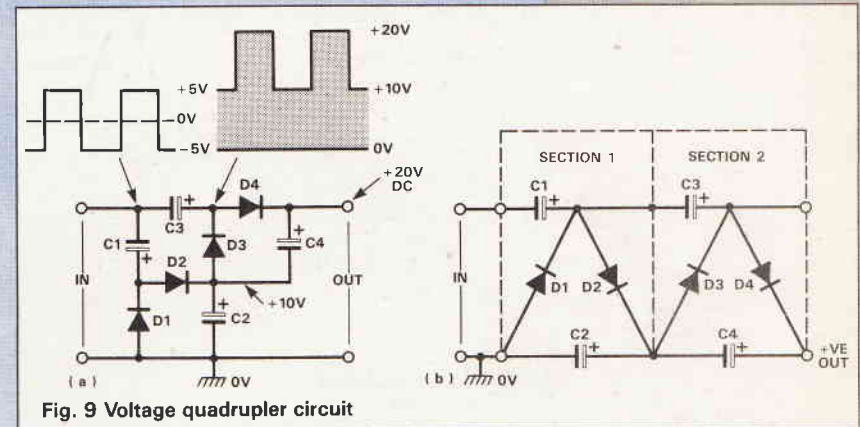 +20V
+10V
0V
+5V
0V
-5V
+20V
DC
D4
C3
+
C1
+
D3
+
C4
D2
IN
+10V
OUT
D1
+
C2
(a)
0V
SECTION 1
SECTION 2
C1
+
C3
+
IN
D1
D2
D3
D4
C2
+
C4
+
+VE
OUT
(b)
0V
Fig. 9 Voltage quadrupler circuit